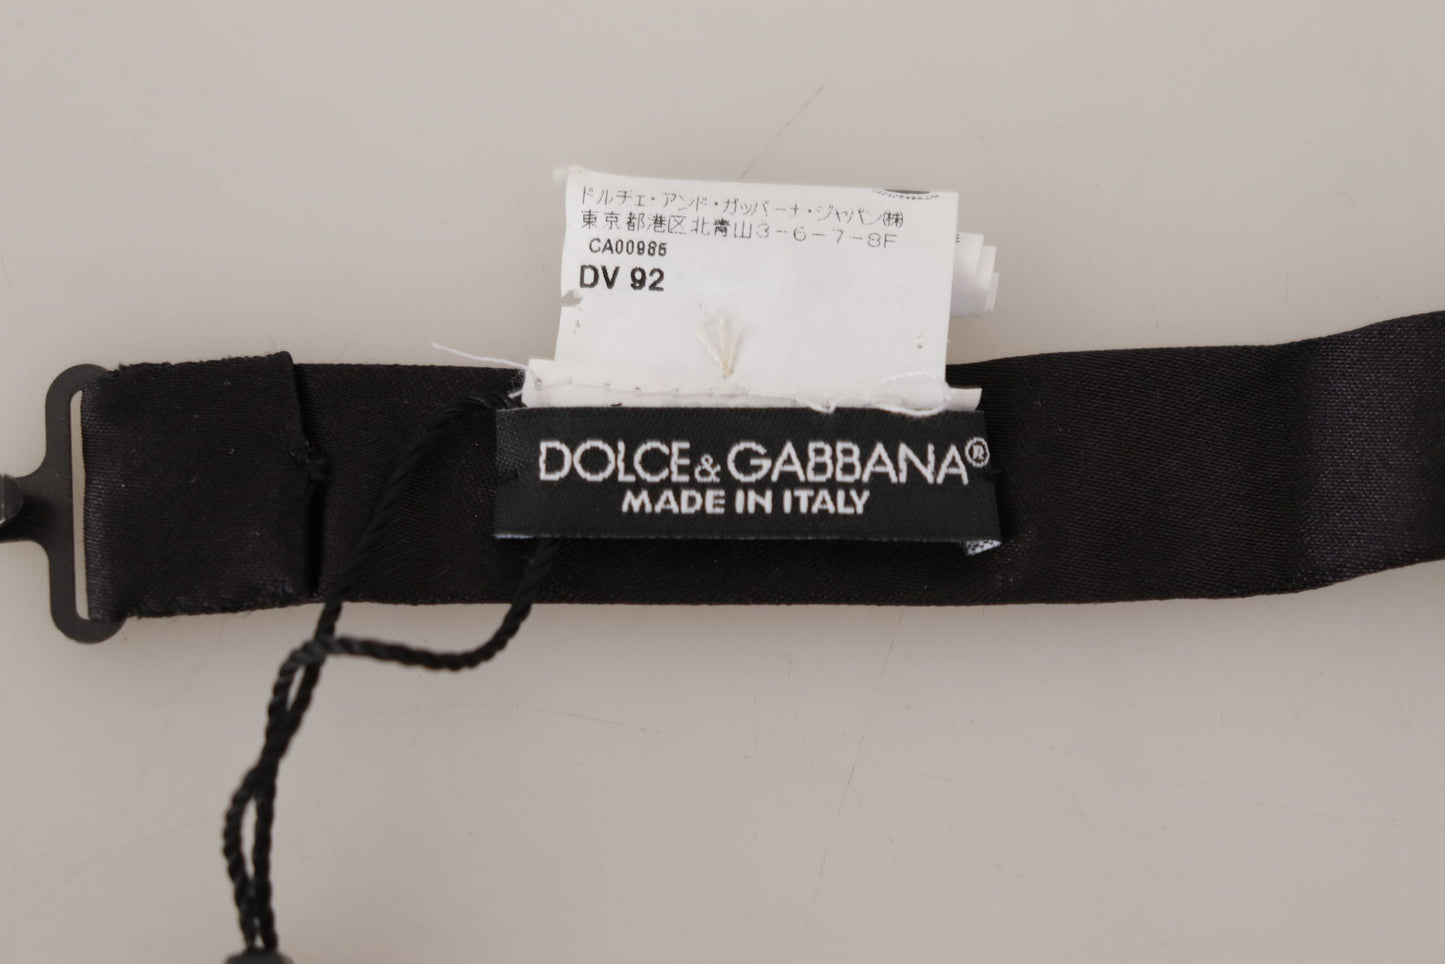 ドルチェ・アンド・ガッバーナ・ジャパン㈱
東京都港区北青山3-6-7-8F
CA00986
DV 92
DOLCE&GABBANA®
MADE IN ITALY